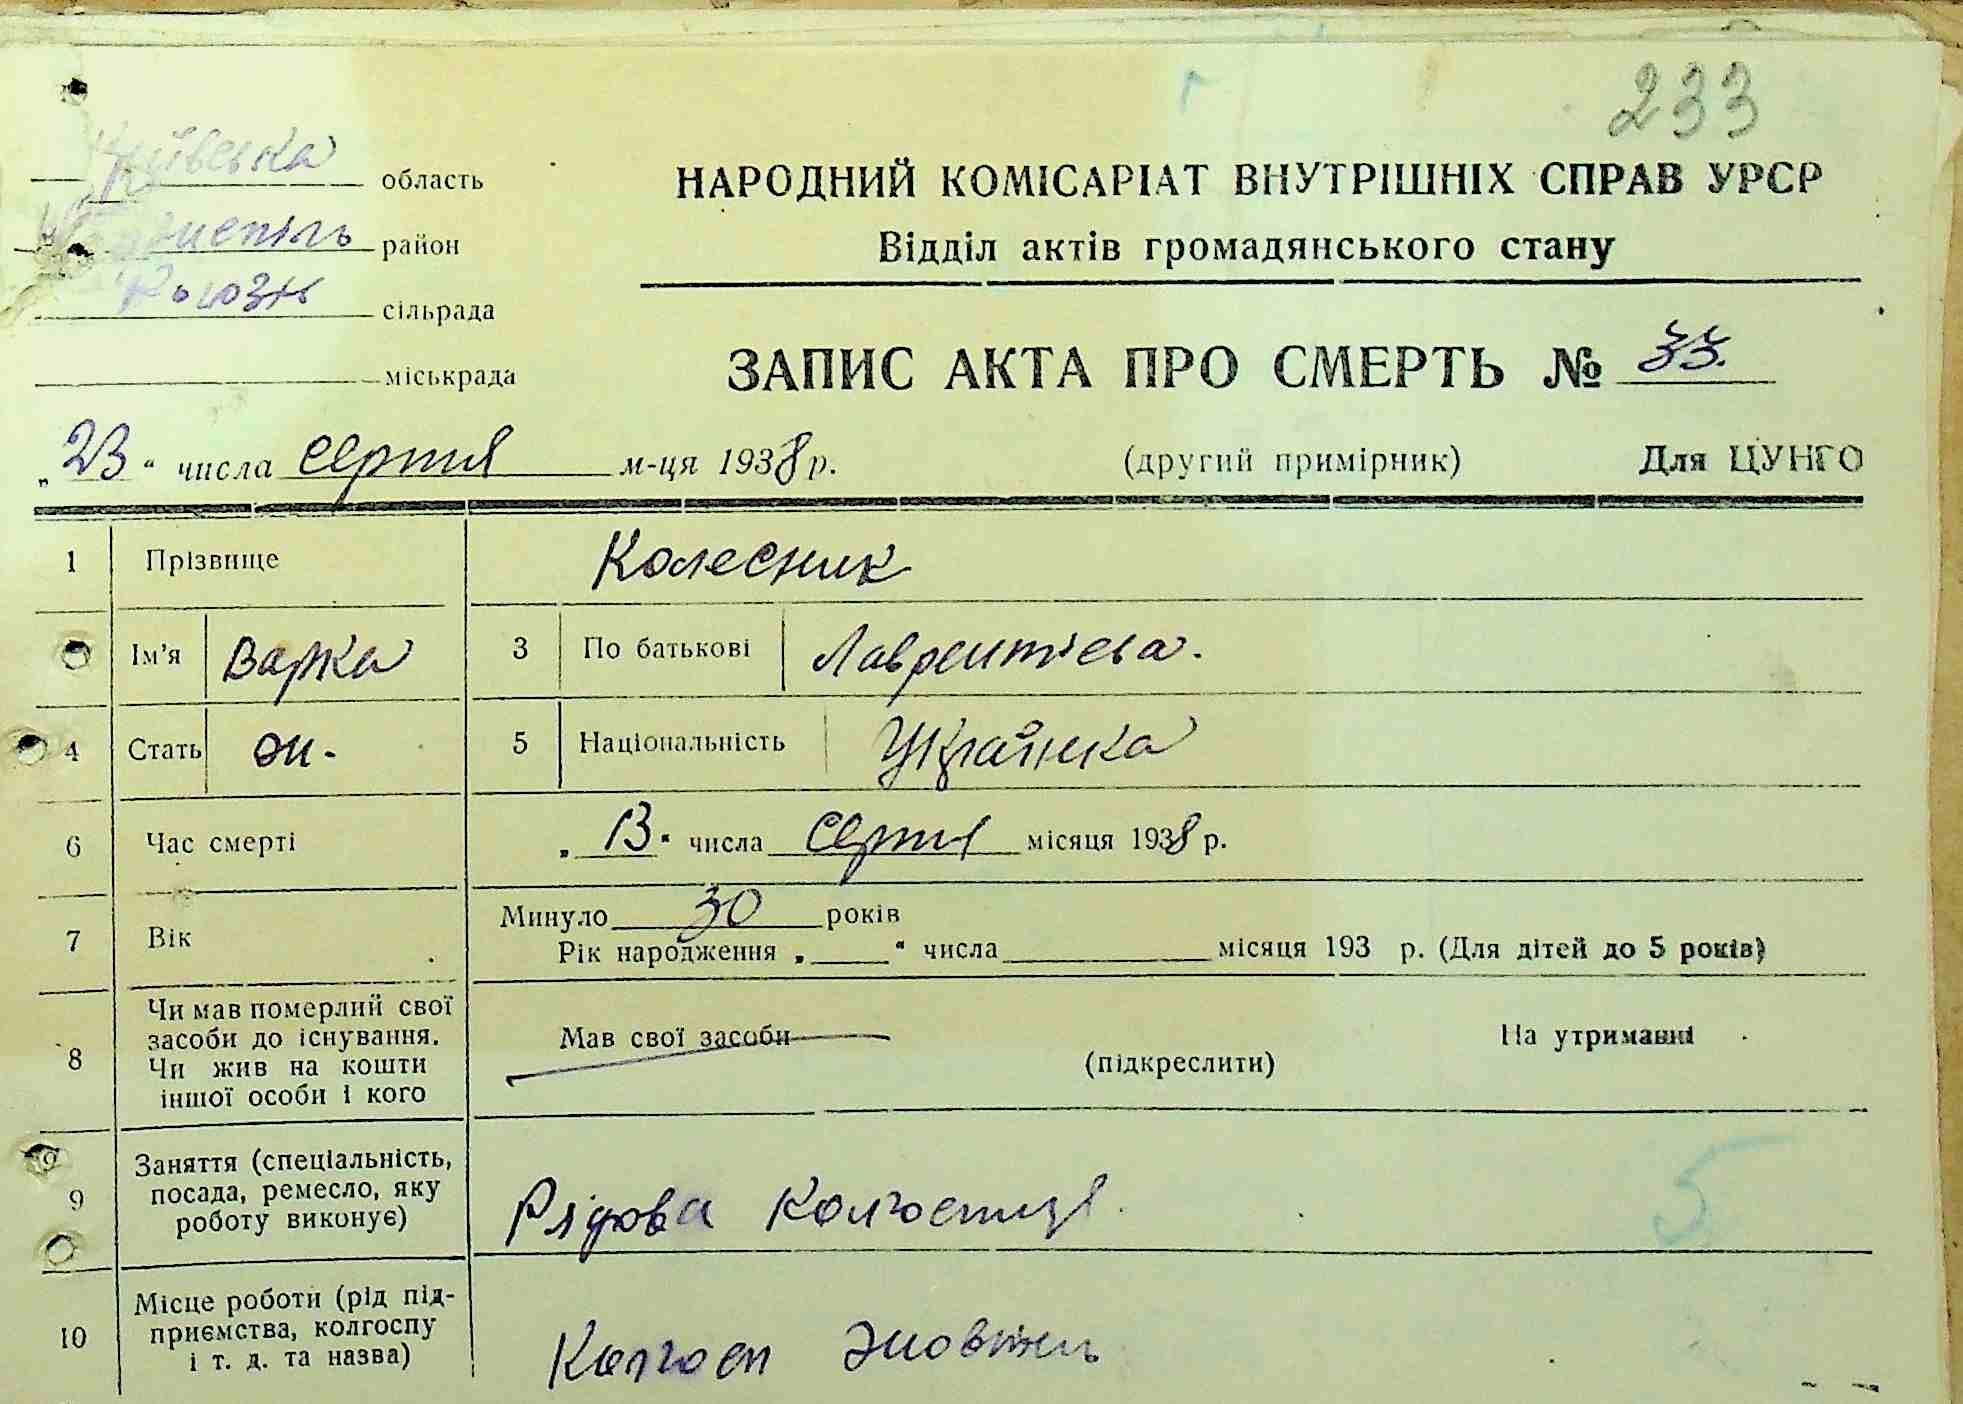 233
Київська область
Бориспіль район
сільрада
міськрада
НАРОДНИЙ КОМІСАРІАТ ВНУТРІШНІХ СПРАВ УРСР
Відділ актів громадянського стану
ЗАПИС АКТА ПРО СМЕРТЬ № 33.
„23“ числа серпня м-ця 1938 р. (другий примірник) Для ЦУНГО
1 Прізвище Колесник
Ім'я Варка 3 По батькові Лаврентієва.
4 Стать ж. 5 Національність Українка
6 Час смерті „13“ числа серпня місяця 1938 р.
7 Вік Минуло 30 років
Рік народження „ “ числа місяця 193 р. (Для дітей до 5 років)
8 Чи мав померлий свої засоби до існування. Чи жив на кошти іншої особи і кого Мав свої засоби (підкреслити) На утриманні
9 Заняття (спеціальність, посада, ремесло, яку роботу виконує) Рядова Колгоспниця 5
10 Місце роботи (рід підприємства, колгоспу і т. д. та назва) Колгосп Жовтень